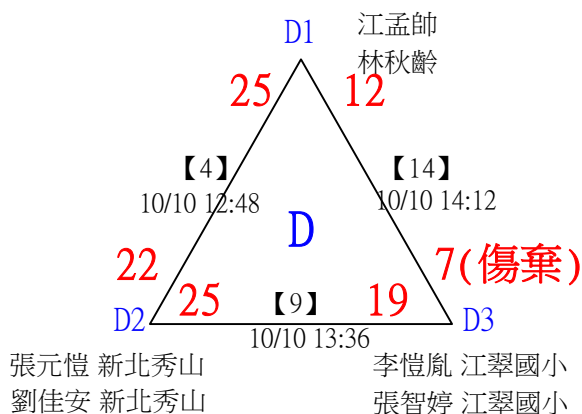 D1
江孟帥
林秋齡
25
12
【4】
10/10 12:48
【14】
10/10 14:12
D
22
7(傷棄)
25
【9】
19
D2
10/10 13:36
D3
張元愷 新北秀山
劉佳安 新北秀山
李愷胤 江翠國小
張智婷 江翠國小